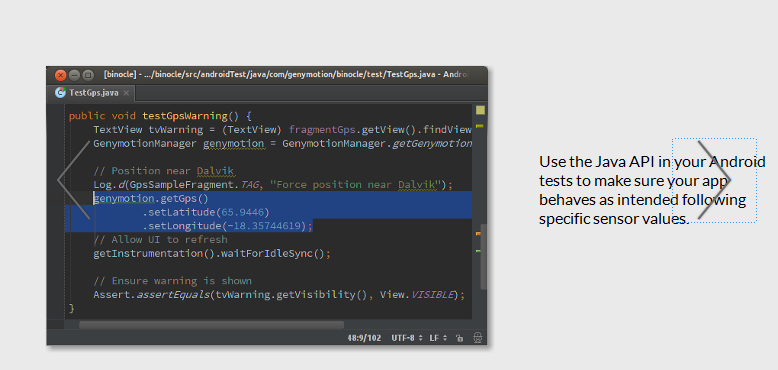 [binocle] - .../binocle/src/androidTest/java/com/genymotion/binocle/test/TestGps.java - Andro
TestGps.java
public void testGpsWarning() {
TextView tvWarning = (TextView) fragmentGps.getView().findView
GenymotionManager genymotion = GenymotionManager.getGenymotion
// Position near Dalvik
Log.d(GpsSampleFragment.TAG, "Force position near Dalvik");
genymotion.getGps()
.setLatitude(65.9446)
.setLongitude(-18.35744619);
// Allow UI to refresh
getInstrumentation().waitForIdleSync();
// Ensure warning is shown
Assert.assertEquals(tvWarning.getVisibility(), View.VISIBLE);
}
48:9/102 UTF-8 LF
Use the Java API in your Android
tests to make sure your app
behaves as intended following
specific sensor values.